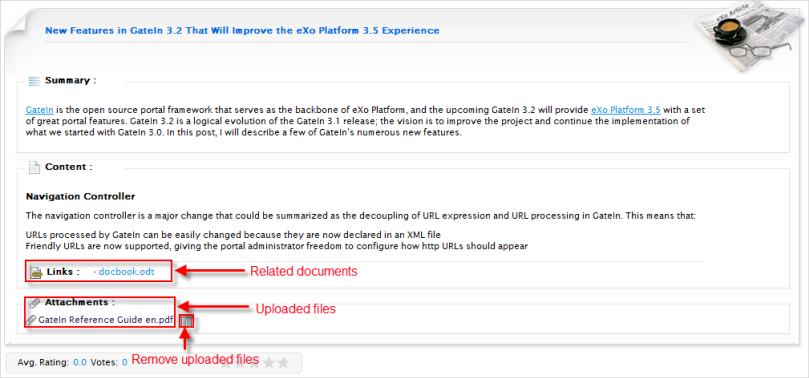 New Features in GateIn 3.2 That Will Improve the eXo Platform 3.5 Experience
eXo Article
Summary :
GateIn is the open source portal framework that serves as the backbone of eXo Platform, and the upcoming GateIn 3.2 will provide eXo Platform 3.5 with a set
of great portal features. GateIn 3.2 is a logical evolution of the GateIn 3.1 release; the vision is to improve the project and continue the implementation of
what we started with GateIn 3.0. In this post, I will describe a few of GateIn's numerous new features.
Content :
Navigation Controller
The navigation controller is a major change that could be summarized as the decoupling of URL expression and URL processing in GateIn. This means that:
URLs processed by GateIn can be easily changed because they are now declared in an XML file
Friendly URLs are now supported, giving the portal administrator freedom to configure how http URLs should appear
Links : · docbook.odt Related documents
Attachments : Uploaded files
GateIn Reference Guide en.pdf
Avg. Rating: 0.0 Votes: 0 Remove uploaded files